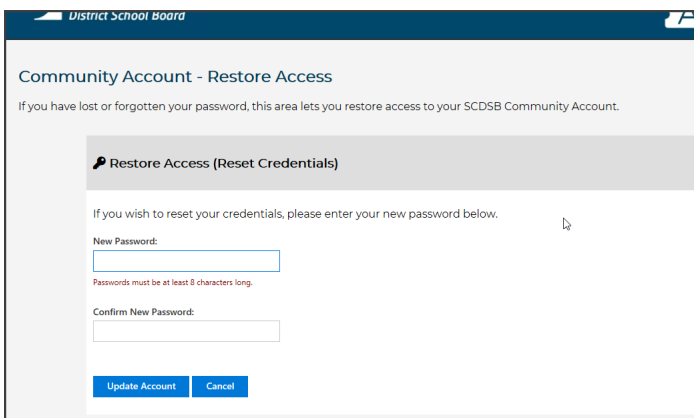 District School Board
Community Account - Restore Access
If you have lost or forgotten your password, this area lets you restore access to your SCDSB Community Account.
Restore Access (Reset Credentials)
If you wish to reset your credentials, please enter your new password below.
New Password:
Passwords must be at least 8 characters long.
Confirm New Password:
Update Account
Cancel